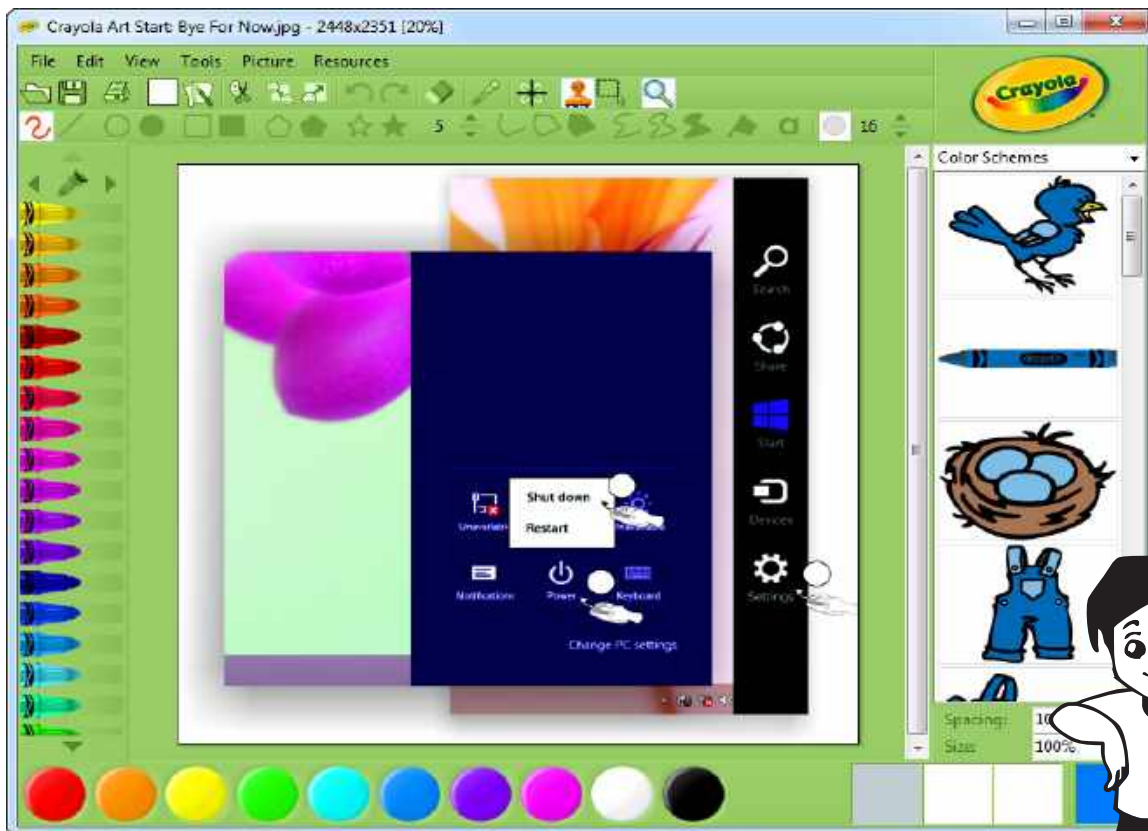 Crayola Art Start: Bye For Now.jpg - 2448x2351 [20%]
File Edit View Tools Picture Resources
Crayola
5
a
16
Color Schemes
Search
Share
Start
Devices
Settings
Shut down
Restart
Notifications
Power
Keyboard
Change PC settings
Spacing:
Size: 100%